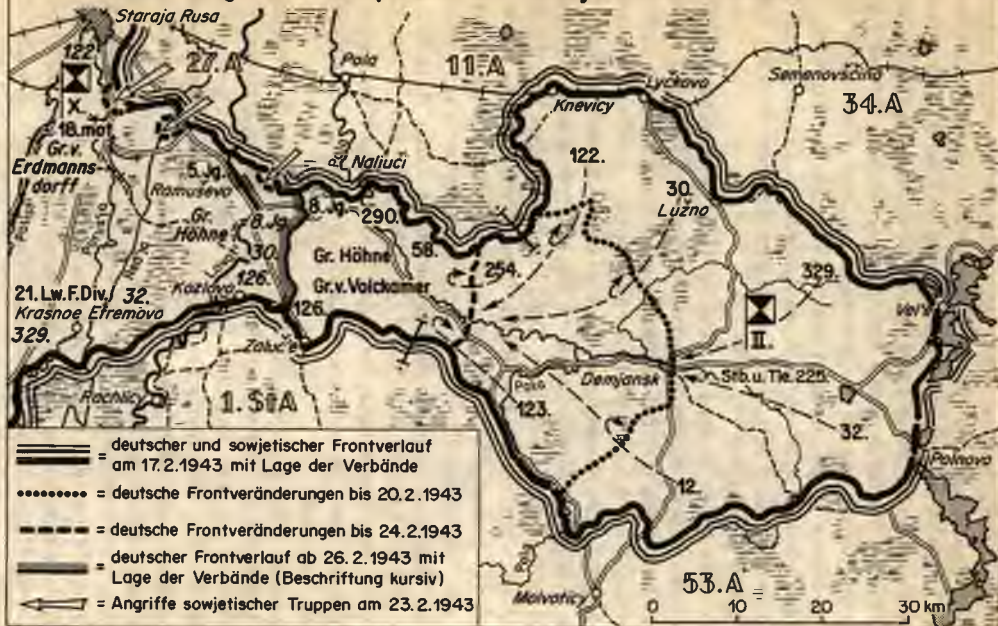 Staraja Rusa
122
27.A
Pola
11.A
Lyčkovo
Semenovščina
34.A
Knevicy
X.
18.mot
Gr.v.
Erdmanns-
dorff
5.Jg.
Naljuci
122.
Ramuševo
8.Jg.
8.Jg.
290.
30.
Luzno
Gr.
Höhne
58.
30.
Gr. Höhne
254.
126.
Gr.v.Volckamer
329.
21.Lw.F.Div.
32.
Krasnoe Efremovo
Kozlovo
126.
329.
Vel'e
II.
Zaluč'e
Demjansk
Stb.u.Tle.225.
Rachlicy
1.StA
Pola
123.
32.
Polnovo
12.
53.A
Molvoticy
0 10 20 30 km
= deutscher und sowjetischer Frontverlauf
am 17.2.1943 mit Lage der Verbände
= deutsche Frontveränderungen bis 20.2.1943
= deutsche Frontveränderungen bis 24.2.1943
= deutscher Frontverlauf ab 26.2.1943 mit
Lage der Verbände (Beschriftung kursiv)
= Angriffe sowjetischer Truppen am 23.2.1943